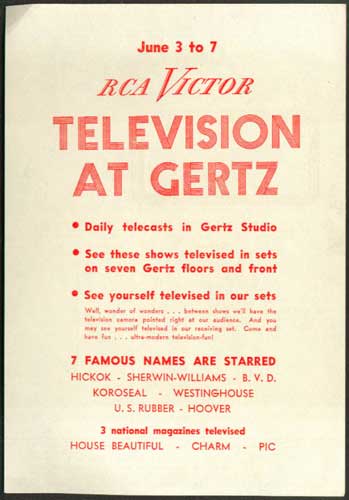 June 3 to 7
RCA VICTOR
TELEVISION
AT GERTZ
• Daily telecasts in Gertz Studio
• See these shows televised in sets
on seven Gertz floors and front
• See yourself televised in our sets
Well, wonder of wonders . . . between shows we'll have the
television camera pointed right at our audience. And you
may see yourself televised in our receiving set. Come and
have fun . . . ultra-modern television-fun!
7 FAMOUS NAMES ARE STARRED
HICKOK - SHERWIN-WILLIAMS - B. V. D.
KOROSEAL - WESTINGHOUSE
U. S. RUBBER - HOOVER
3 national magazines televised
HOUSE BEAUTIFUL - CHARM - PIC